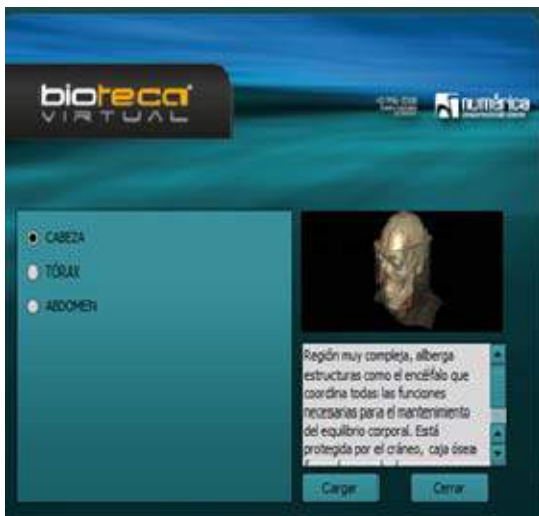 bioteca
VIRTUAL
numérica
CABEZA
TÓRAX
ABDOMEN
Región muy compleja, alberga
estructuras como el encéfalo que
coordina todas las funciones
necesarias para el mantenimiento
del equilibrio corporal. Está
protegida por el cráneo, caja ósea
Cargar
Cerrar